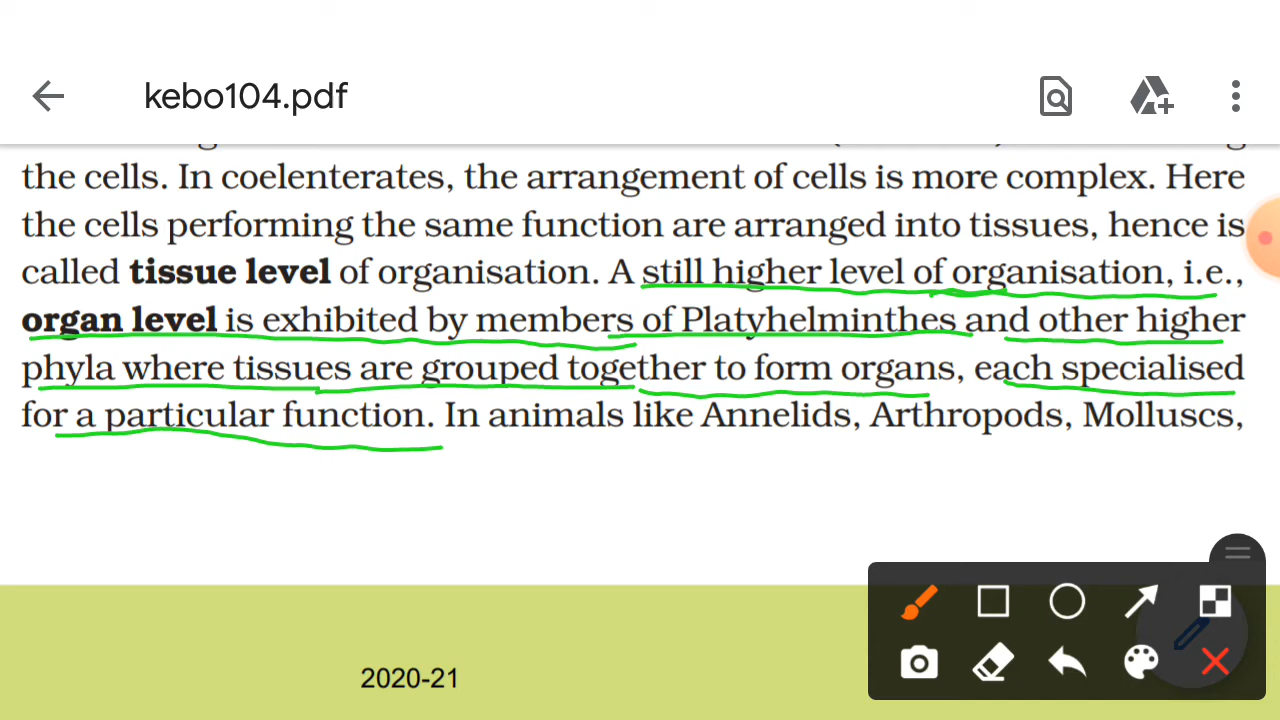 kebo104.pdf
the cells. In coelenterates, the arrangement of cells is more complex. Here
the cells performing the same function are arranged into tissues, hence is
called tissue level of organisation. A still higher level of organisation, i.e.,
organ level is exhibited by members of Platyhelminthes and other higher
phyla where tissues are grouped together to form organs, each specialised
for a particular function. In animals like Annelids, Arthropods, Molluscs,
2020-21